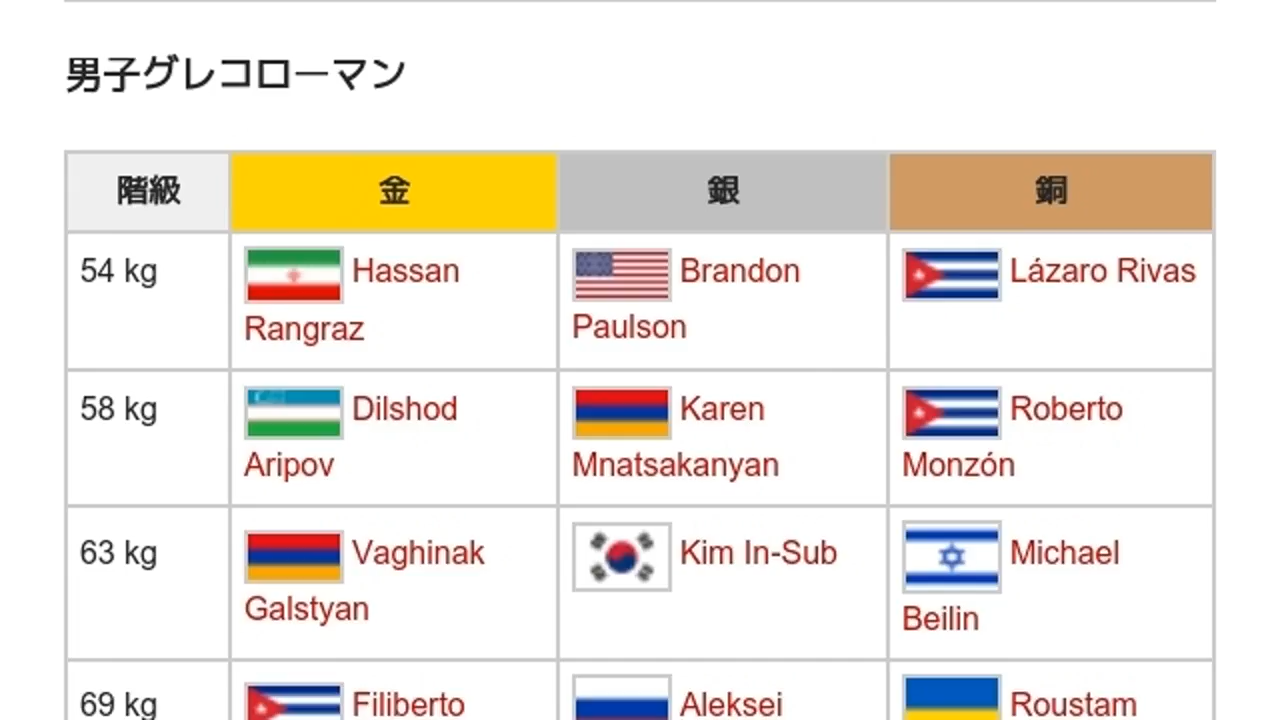 男子グレコローマン
階級 金 銀 銅
54 kg Hassan Rangraz Brandon Paulson Lázaro Rivas
58 kg Dilshod Aripov Karen Mnatsakanyan Roberto Monzón
63 kg Vaghinak Galstyan Kim In-Sub Michael Beilin
69 kg Filiberto Aleksei Roustam